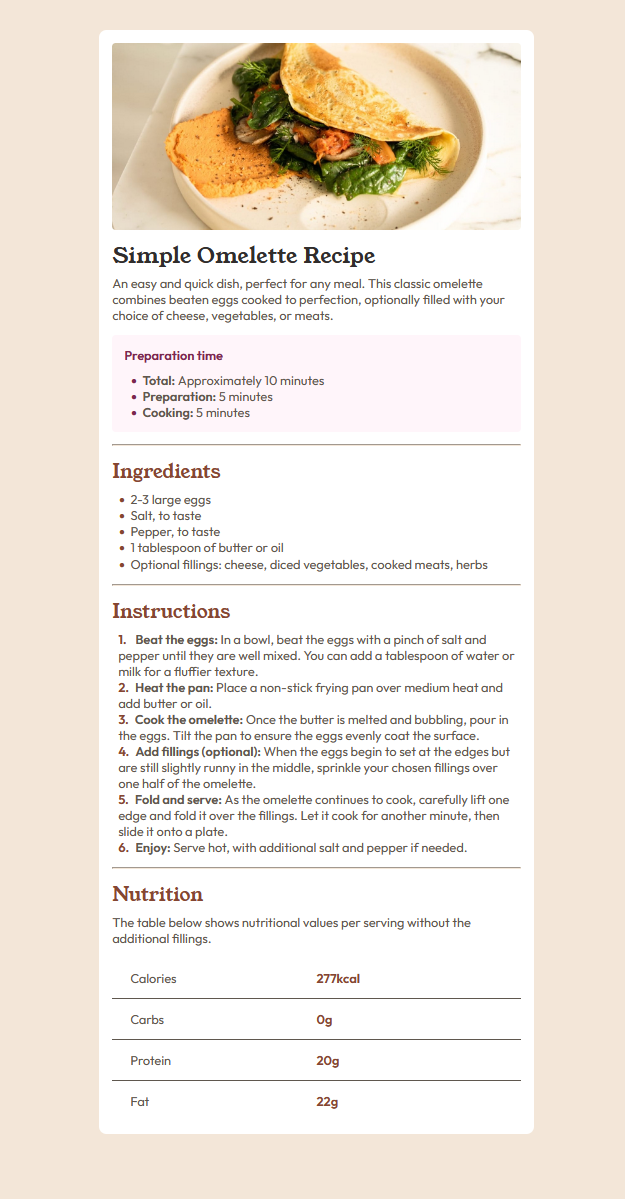 Simple Omelette Recipe
An easy and quick dish, perfect for any meal. This classic omelette
combines beaten eggs cooked to perfection, optionally filled with your
choice of cheese, vegetables, or meats.
Preparation time
• Total: Approximately 10 minutes
• Preparation: 5 minutes
• Cooking: 5 minutes
Ingredients
• 2-3 large eggs
• Salt, to taste
• Pepper, to taste
• 1 tablespoon of butter or oil
• Optional fillings: cheese, diced vegetables, cooked meats, herbs
Instructions
1. Beat the eggs: In a bowl, beat the eggs with a pinch of salt and
pepper until they are well mixed. You can add a tablespoon of water or
milk for a fluffier texture.
2. Heat the pan: Place a non-stick frying pan over medium heat and
add butter or oil.
3. Cook the omelette: Once the butter is melted and bubbling, pour in
the eggs. Tilt the pan to ensure the eggs evenly coat the surface.
4. Add fillings (optional): When the eggs begin to set at the edges but
are still slightly runny in the middle, sprinkle your chosen fillings over
one half of the omelette.
5. Fold and serve: As the omelette continues to cook, carefully lift one
edge and fold it over the fillings. Let it cook for another minute, then
slide it onto a plate.
6. Enjoy: Serve hot, with additional salt and pepper if needed.
Nutrition
The table below shows nutritional values per serving without the
additional fillings.
Calories 277kcal
Carbs 0g
Protein 20g
Fat 22g